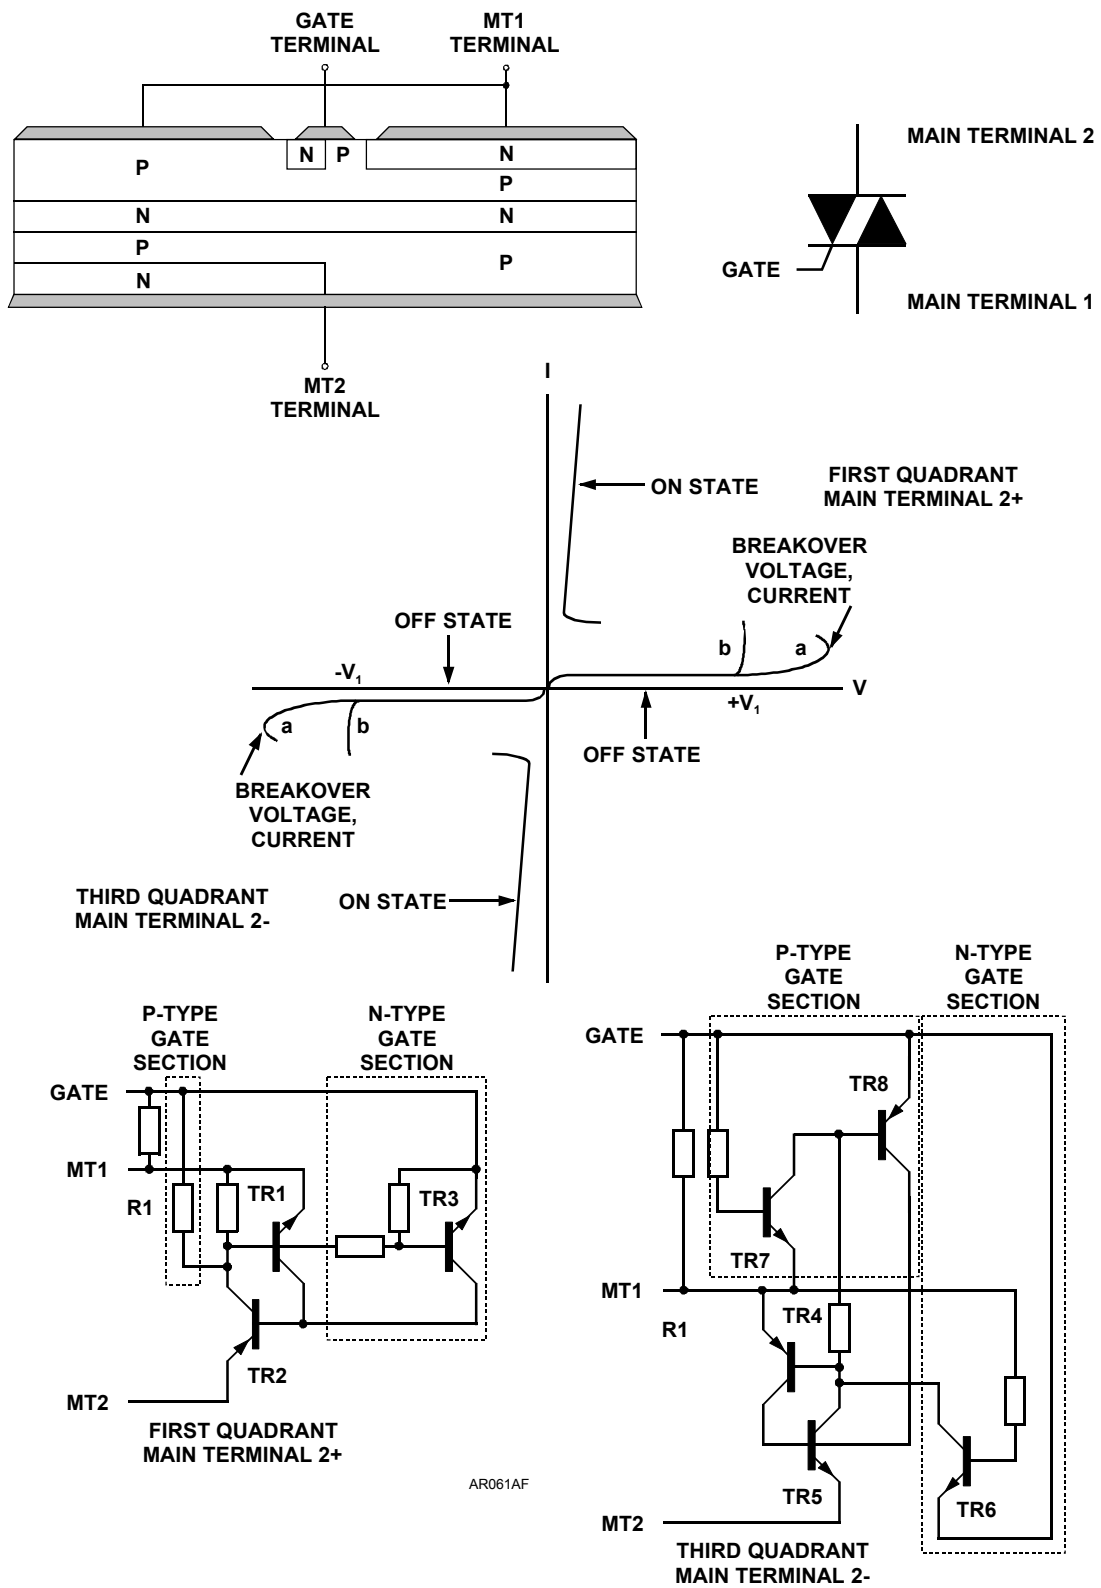 GATE
TERMINAL
MT1
TERMINAL
P
N
P
N
P
N
N
P
P
N
MT2
TERMINAL
MAIN TERMINAL 2
GATE
MAIN TERMINAL 1
I
ON STATE
FIRST QUADRANT
MAIN TERMINAL 2+
BREAKOVER
VOLTAGE,
CURRENT
OFF STATE
b
a
-V1
V
+V1
a
b
OFF STATE
BREAKOVER
VOLTAGE,
CURRENT
THIRD QUADRANT
MAIN TERMINAL 2-
ON STATE
P-TYPE
GATE
SECTION
N-TYPE
GATE
SECTION
GATE
MT1
R1
TR1
TR3
TR2
MT2
FIRST QUADRANT
MAIN TERMINAL 2+
AR061AF
P-TYPE
GATE
SECTION
N-TYPE
GATE
SECTION
GATE
TR8
TR7
MT1
R1
TR4
TR5
TR6
MT2
THIRD QUADRANT
MAIN TERMINAL 2-